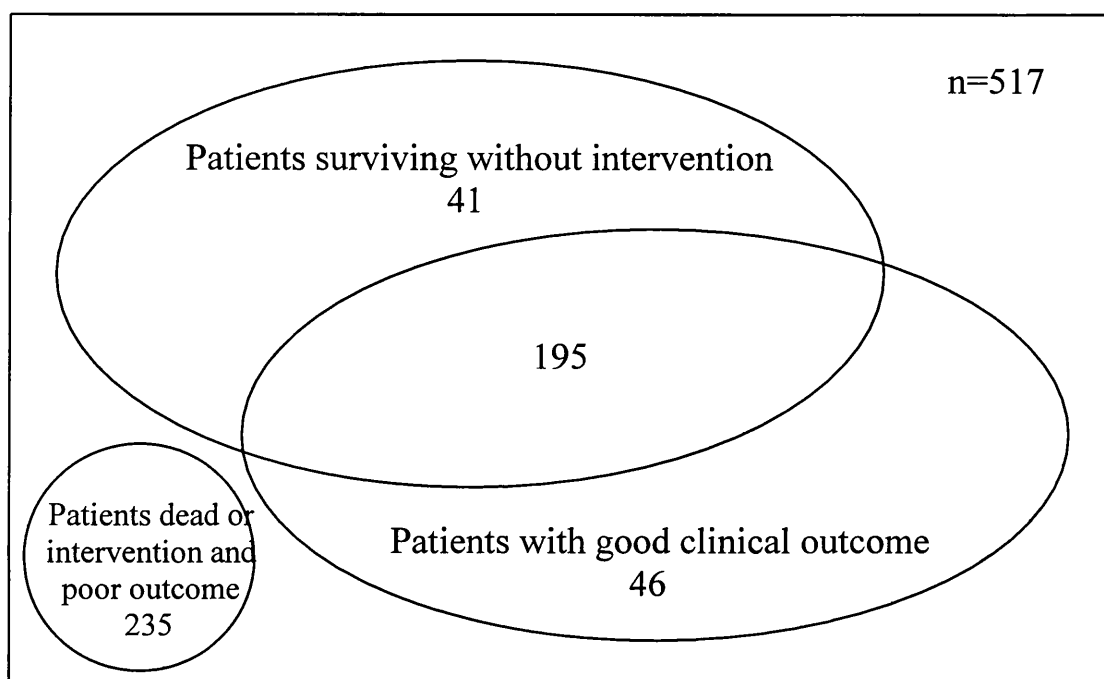 n=517
Patients surviving without intervention
41
195
Patients dead or
intervention and
poor outcome
235
Patients with good clinical outcome
46